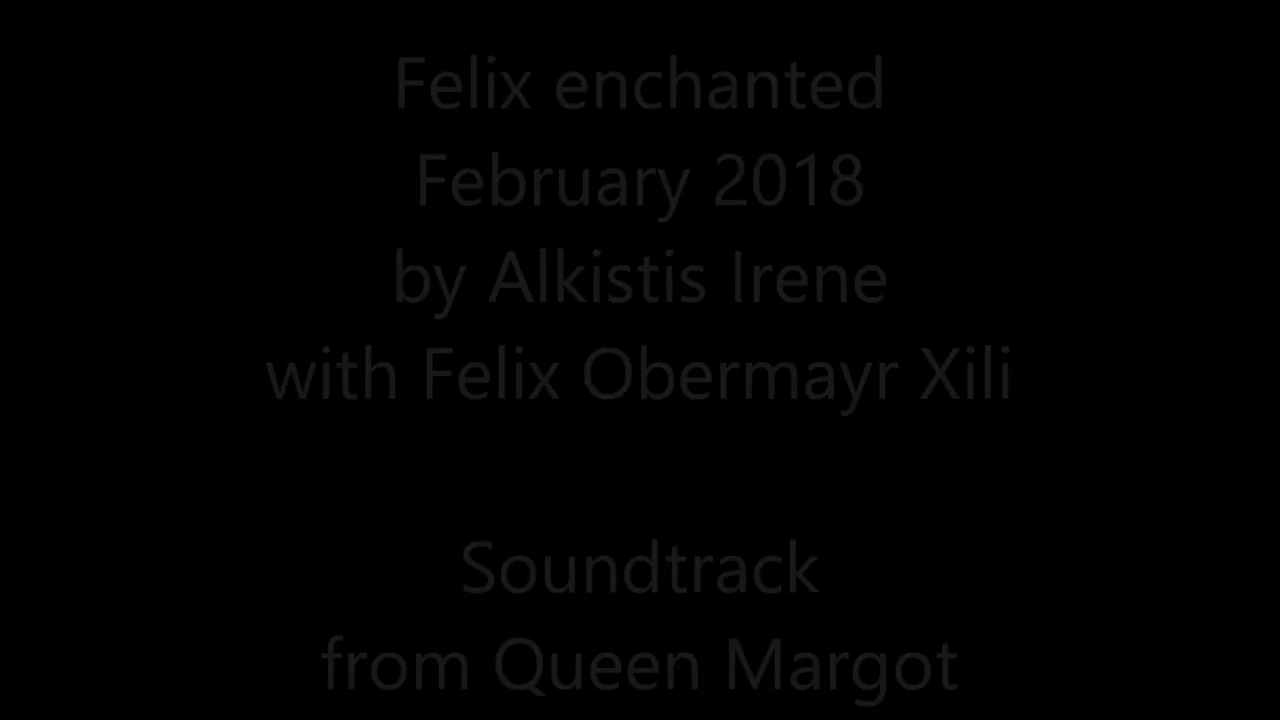 Felix enchanted
February 2018
by Alkistis Irene
with Felix Obermayr Xili
Soundtrack
from Queen Margot